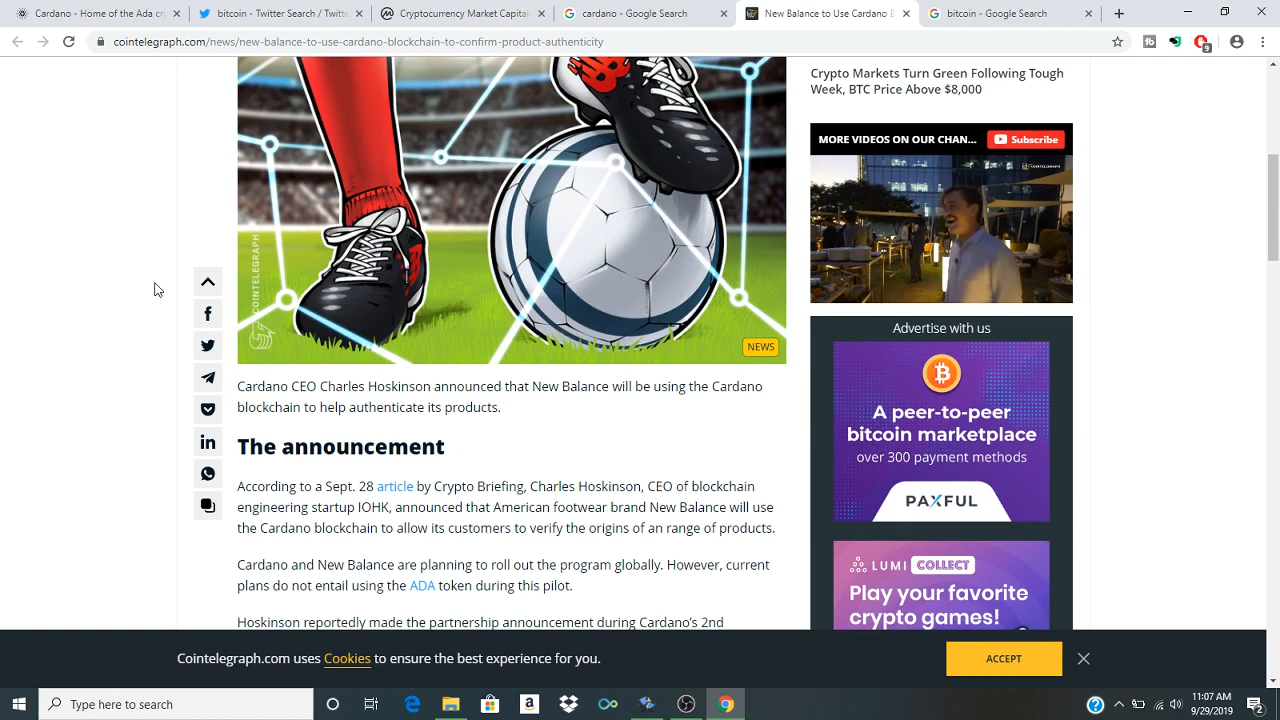 Cardano - Home of the Ada cr
bitcoin - Twitter Search / Twitte
Cryptocurrency Market Capitali
cardano - Google Search
New Balance to Use Cardano Bl
bitcoin - Google Search
cointelegraph.com/news/new-balance-to-use-cardano-blockchain-to-confirm-product-authenticity
9
Crypto Markets Turn Green Following Tough
Week, BTC Price Above $8,000
MORE VIDEOS ON OUR CHAN...
Subscribe
COINTELEGRAPH
COINTELEGRAPH
NEWS
Cardano CEO Charles Hoskinson announced that New Balance will be using the Cardano
blockchain to help authenticate its products.
The announcement
According to a Sept. 28 article by Crypto Briefing, Charles Hoskinson, CEO of blockchain
engineering startup IOHK, announced that American footwear brand New Balance will use
the Cardano blockchain to allow its customers to verify the origins of an range of products.
Cardano and New Balance are planning to roll out the program globally. However, current
plans do not entail using the ADA token during this pilot.
Hoskinson reportedly made the partnership announcement during Cardano's 2nd
Advertise with us
A peer-to-peer
bitcoin marketplace
over 300 payment methods
PAXFUL
LUMI COLLECT
Play your favorite
crypto games!
Cointelegraph.com uses Cookies to ensure the best experience for you.
ACCEPT
Type here to search
11:07 AM
9/29/2019
2